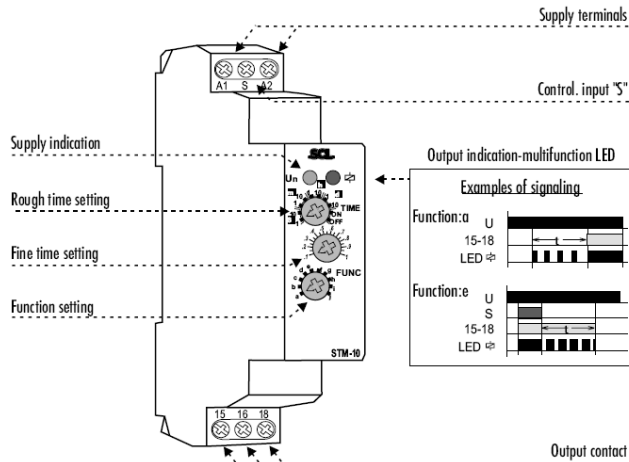 Supply terminals
A1 S A2
Control. input "S"
Supply indication
SCL
Un
Output indication-multifunction LED
Rough time setting
TIME
ON
OFF
Examples of signaling
Function:a
U
15-18
t
LED
Fine time setting
FUNC
Function setting
Function:e
U
S
15-18
t
LED
STM-10
15 16 18
Output contact